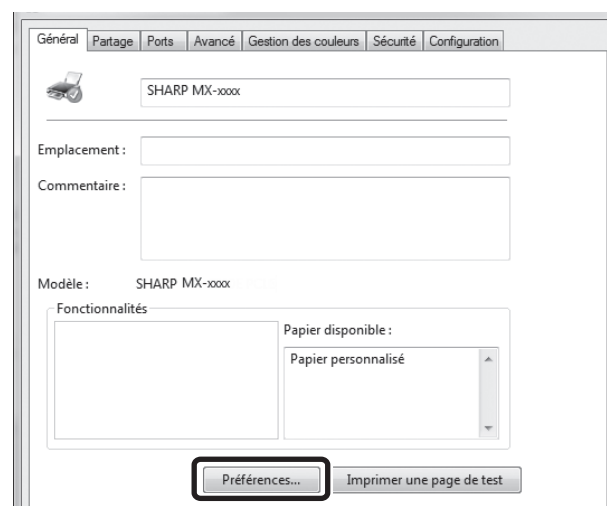 Général Partage Ports Avancé Gestion des couleurs Sécurité Configuration
SHARP MX-xxxx
Emplacement :
Commentaire :
Modèle : SHARP MX-xxxx
Fonctionnalités
Papier disponible :
Papier personnalisé
Préférences... Imprimer une page de test